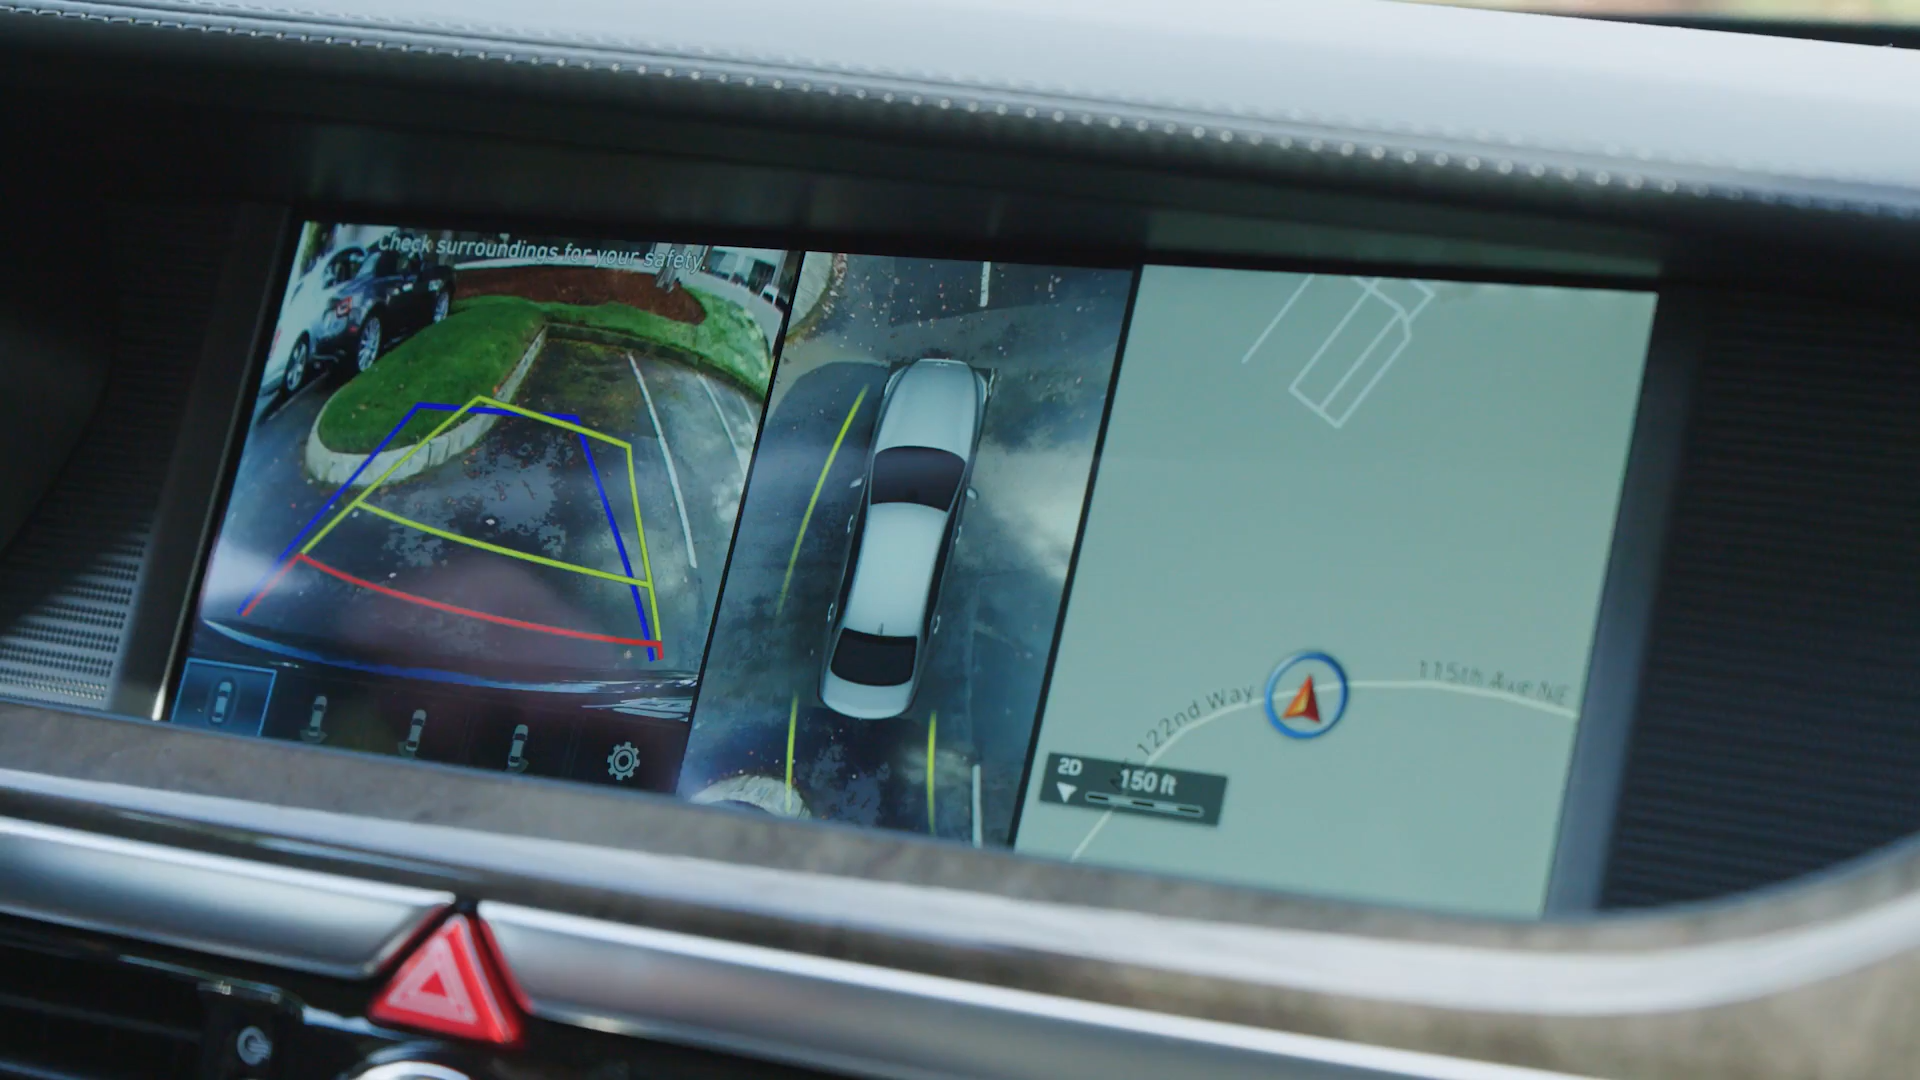 Check surroundings for your safety.
122nd Way
115th Ave NE
2D
150 ft